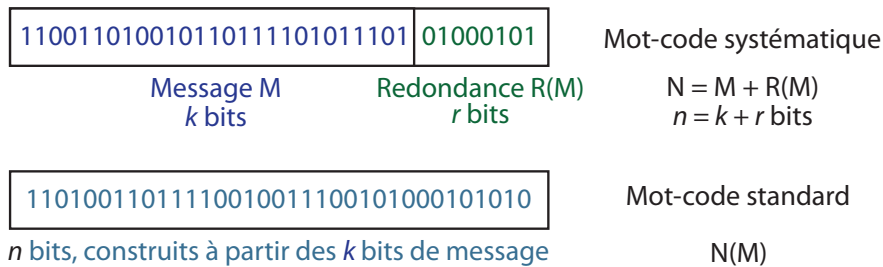 11001101001011011110101110101000101 Mot-code systématique
Message M Redondance R(M) N = M + R(M)
k bits r bits n = k + r bits
11010011011110010011100101000101010 Mot-code standard
n bits, construits à partir des k bits de message N(M)